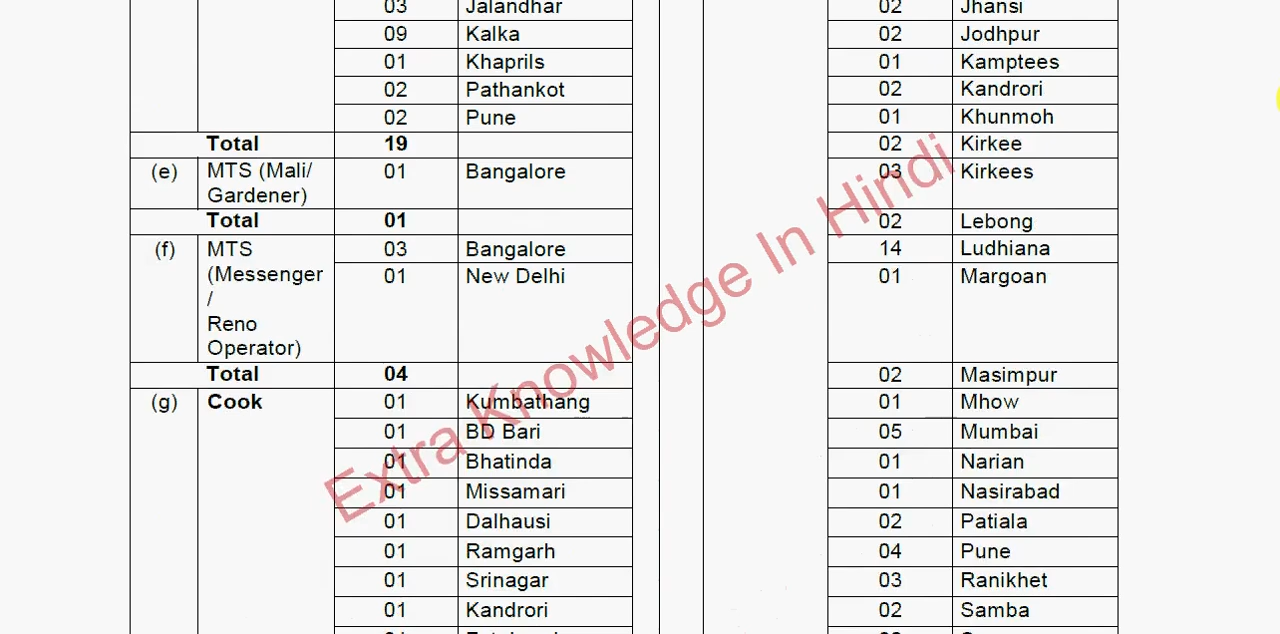 03 Jalandhar
09 Kalka
01 Khaprils
02 Pathankot
02 Pune
Total 19
(e) MTS (Mali/ 01 Bangalore
Gardener)
Total 01
(f) MTS 03 Bangalore
(Messenger 01 New Delhi
/
Reno
Operator)
Total 04
(g) Cook 01 Kumbathang
01 BD Bari
01 Bhatinda
01 Missamari
01 Dalhausi
01 Ramgarh
01 Srinagar
01 Kandrori
02 Jhansi
02 Jodhpur
01 Kamptees
02 Kandrori
01 Khunmoh
02 Kirkee
03 Kirkees
02 Lebong
14 Ludhiana
01 Margoan
02 Masimpur
01 Mhow
05 Mumbai
01 Narian
01 Nasirabad
02 Patiala
04 Pune
03 Ranikhet
02 Samba
Extra Knowledge In Hindi